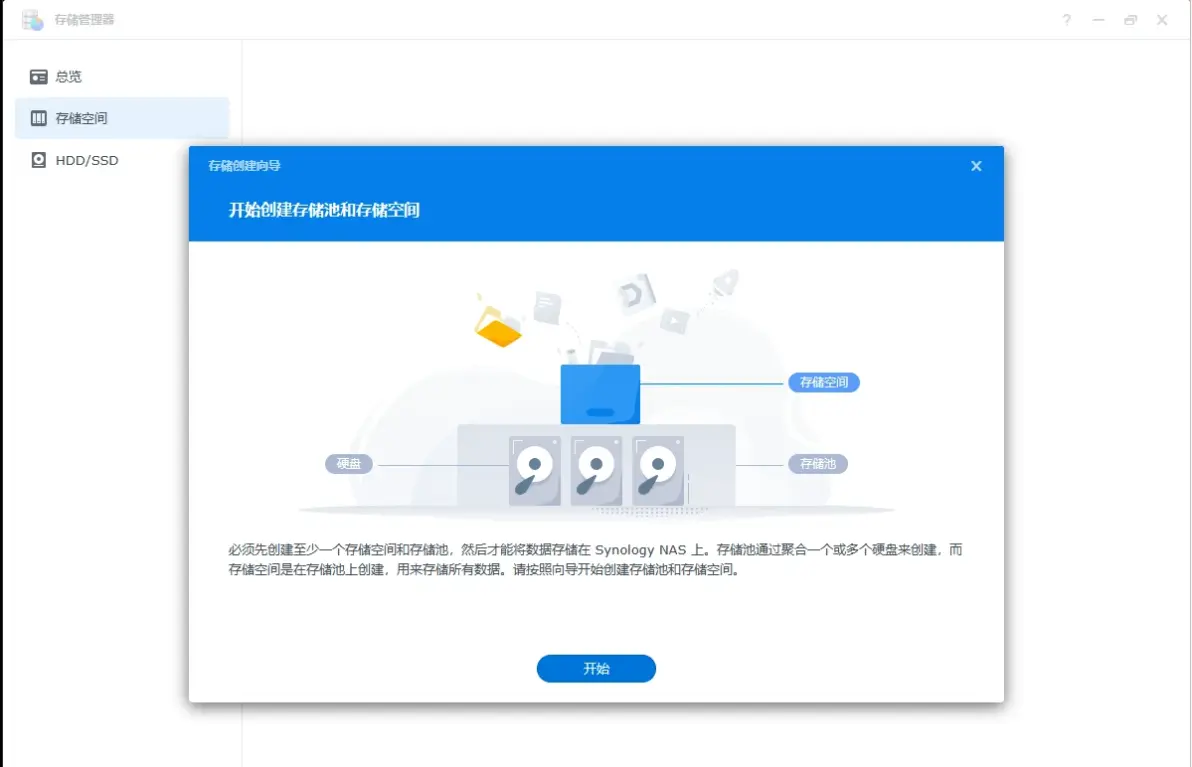 存储管理器
总览
存储空间
HDD/SSD
存储创建向导
开始创建存储池和存储空间
存储空间
硬盘
存储池
必须先创建至少一个存储空间和存储池，然后才能将数据存储在 Synology NAS 上。存储池通过聚合一个或多个硬盘来创建，而
存储空间是在存储池上创建，用来存储所有数据。请按照向导开始创建存储池和存储空间。
开始